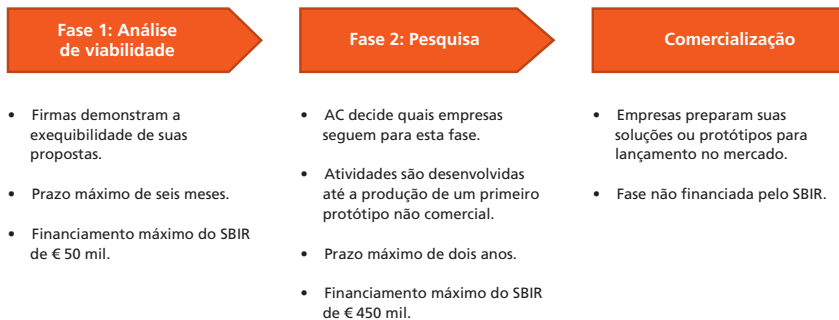 Fase 1: Análise
de viabilidade
• Firmas demonstram a
exequibilidade de suas
propostas.
• Prazo máximo de seis meses.
• Financiamento máximo do SBIR
de € 50 mil.
Fase 2: Pesquisa
• AC decide quais empresas
seguem para esta fase.
• Atividades são desenvolvidas
até a produção de um primeiro
protótipo não comercial.
• Prazo máximo de dois anos.
• Financiamento máximo do SBIR
de € 450 mil.
Comercialização
• Empresas preparam suas
soluções ou protótipos para
lançamento no mercado.
• Fase não financiada pelo SBIR.